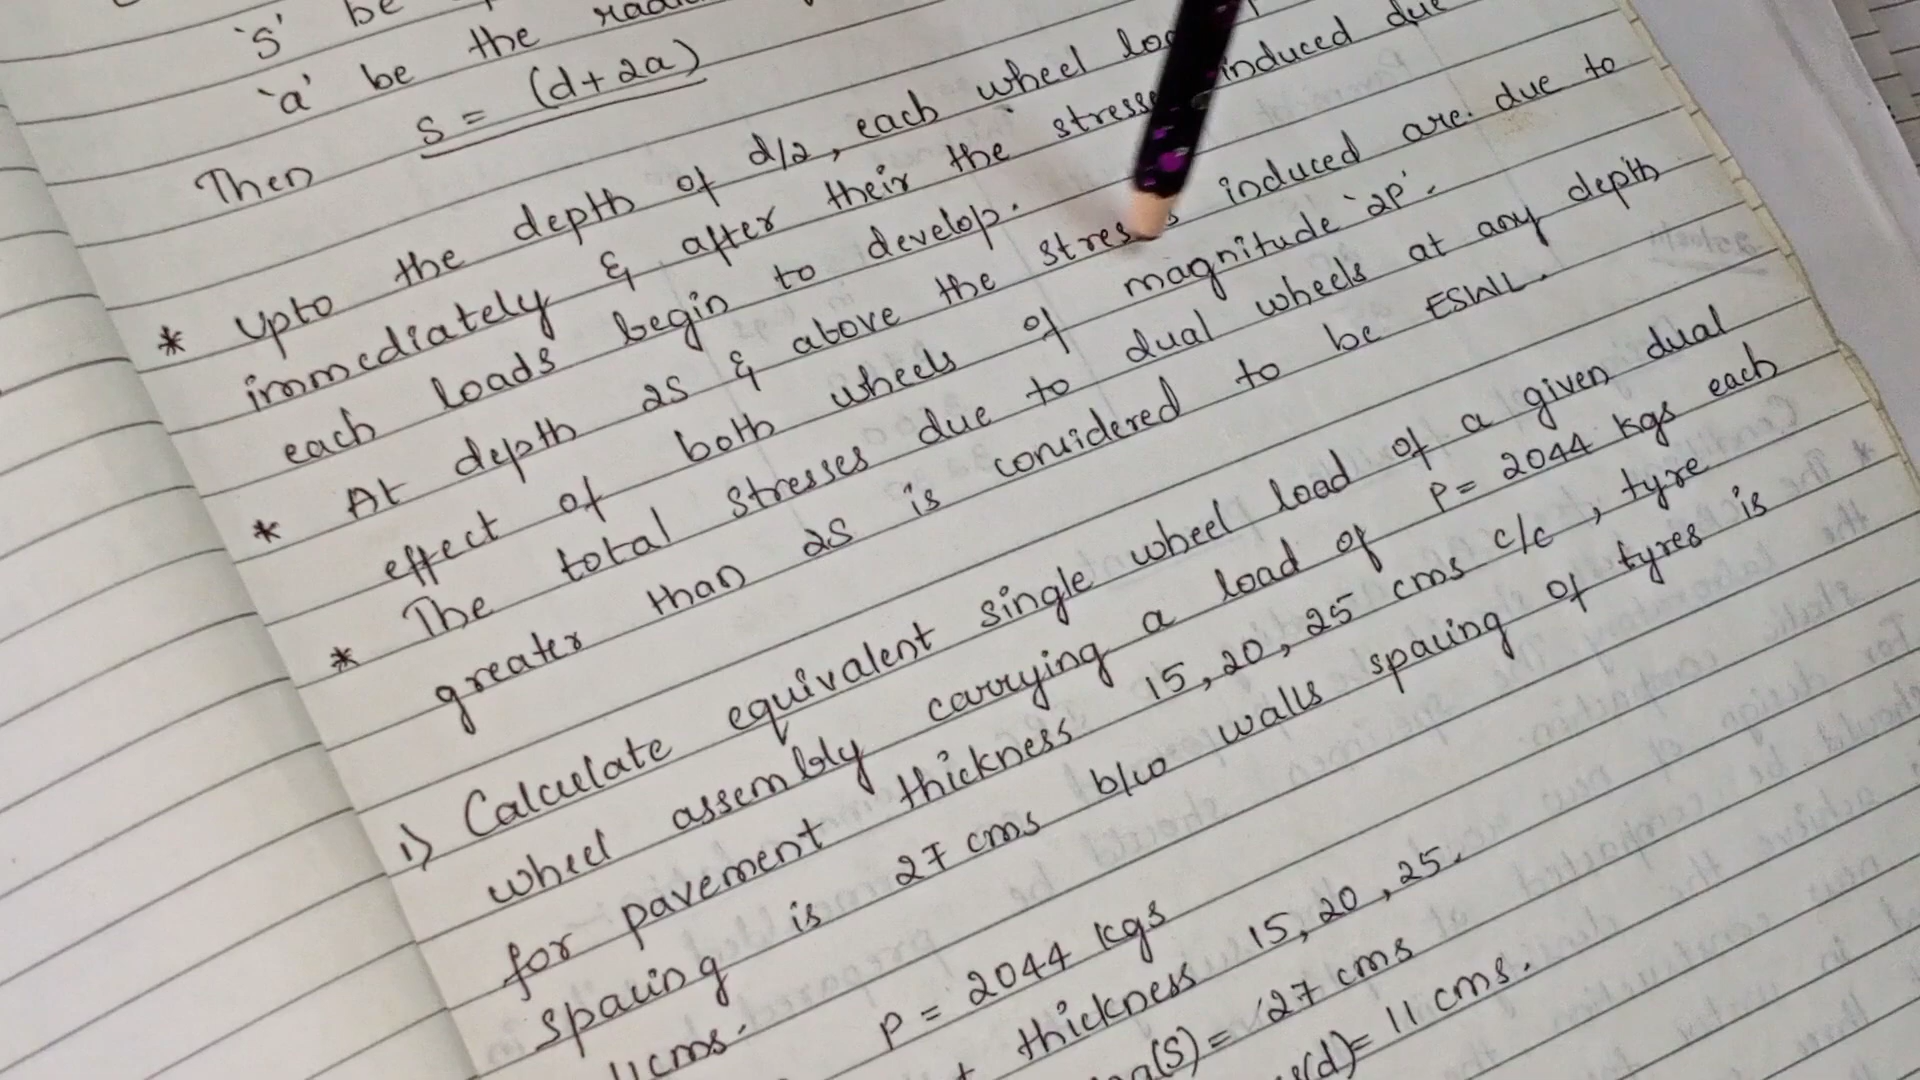 'S' be
'a' be the
Then S = (d+2a)
* Upto the depth of d/2, each wheel
immediately & after their the stresse induced due
each loads begin to develop.
* At depth 2S & above the stress induced are. due to
effect of both wheels of magnitude '2P'.
* The total stresses due to dual wheels at any depth
greater than 2S is considered to be ESWL.
1) Calculate equivalent single wheel load of a given dual
wheel assembly carrying a load of P = 2044 kgs each
for pavement thickness 15, 20, 25 cms c/c, tyre
spacing is 27 cms b/w walls spacing of tyres is
11 cms.
P = 2044 kgs
thickness 15, 20, 25.
(S) = 27 cms
(d) = 11 cms.